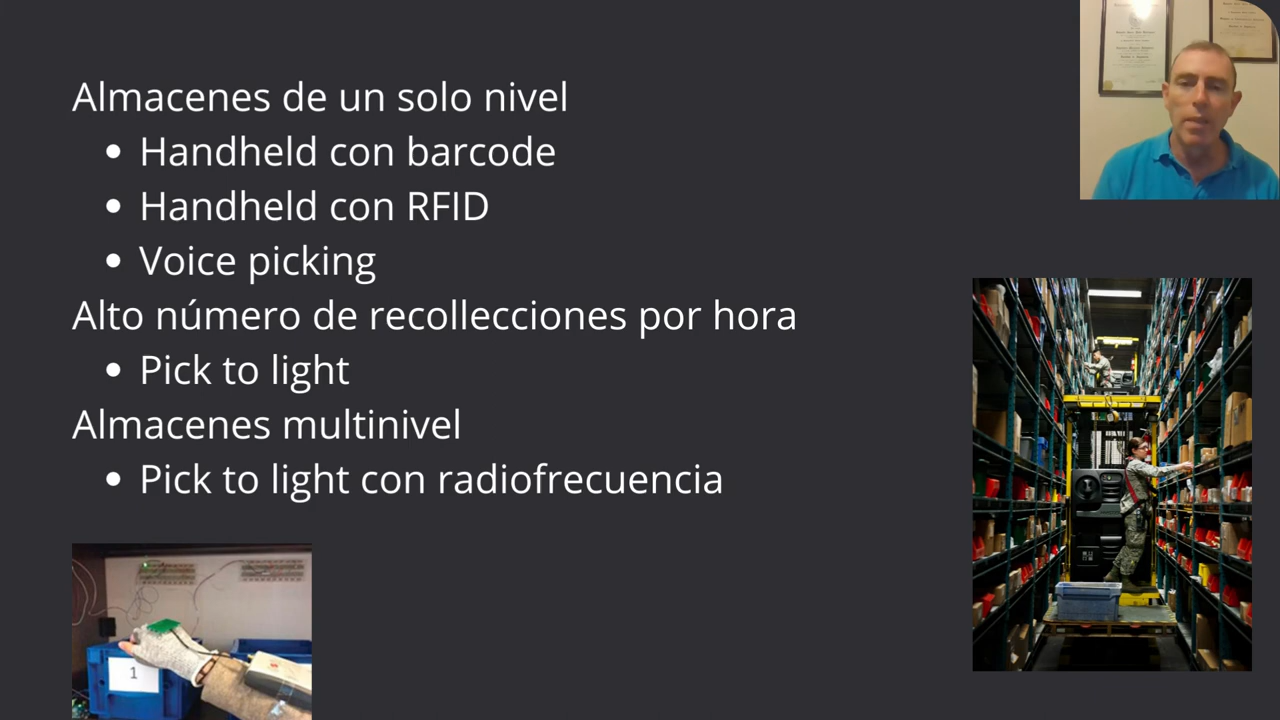 Almacenes de un solo nivel
Handheld con barcode
Handheld con RFID
Voice picking
Alto número de recollecciones por hora
Pick to light
Almacenes multinivel
Pick to light con radiofrecuencia
1